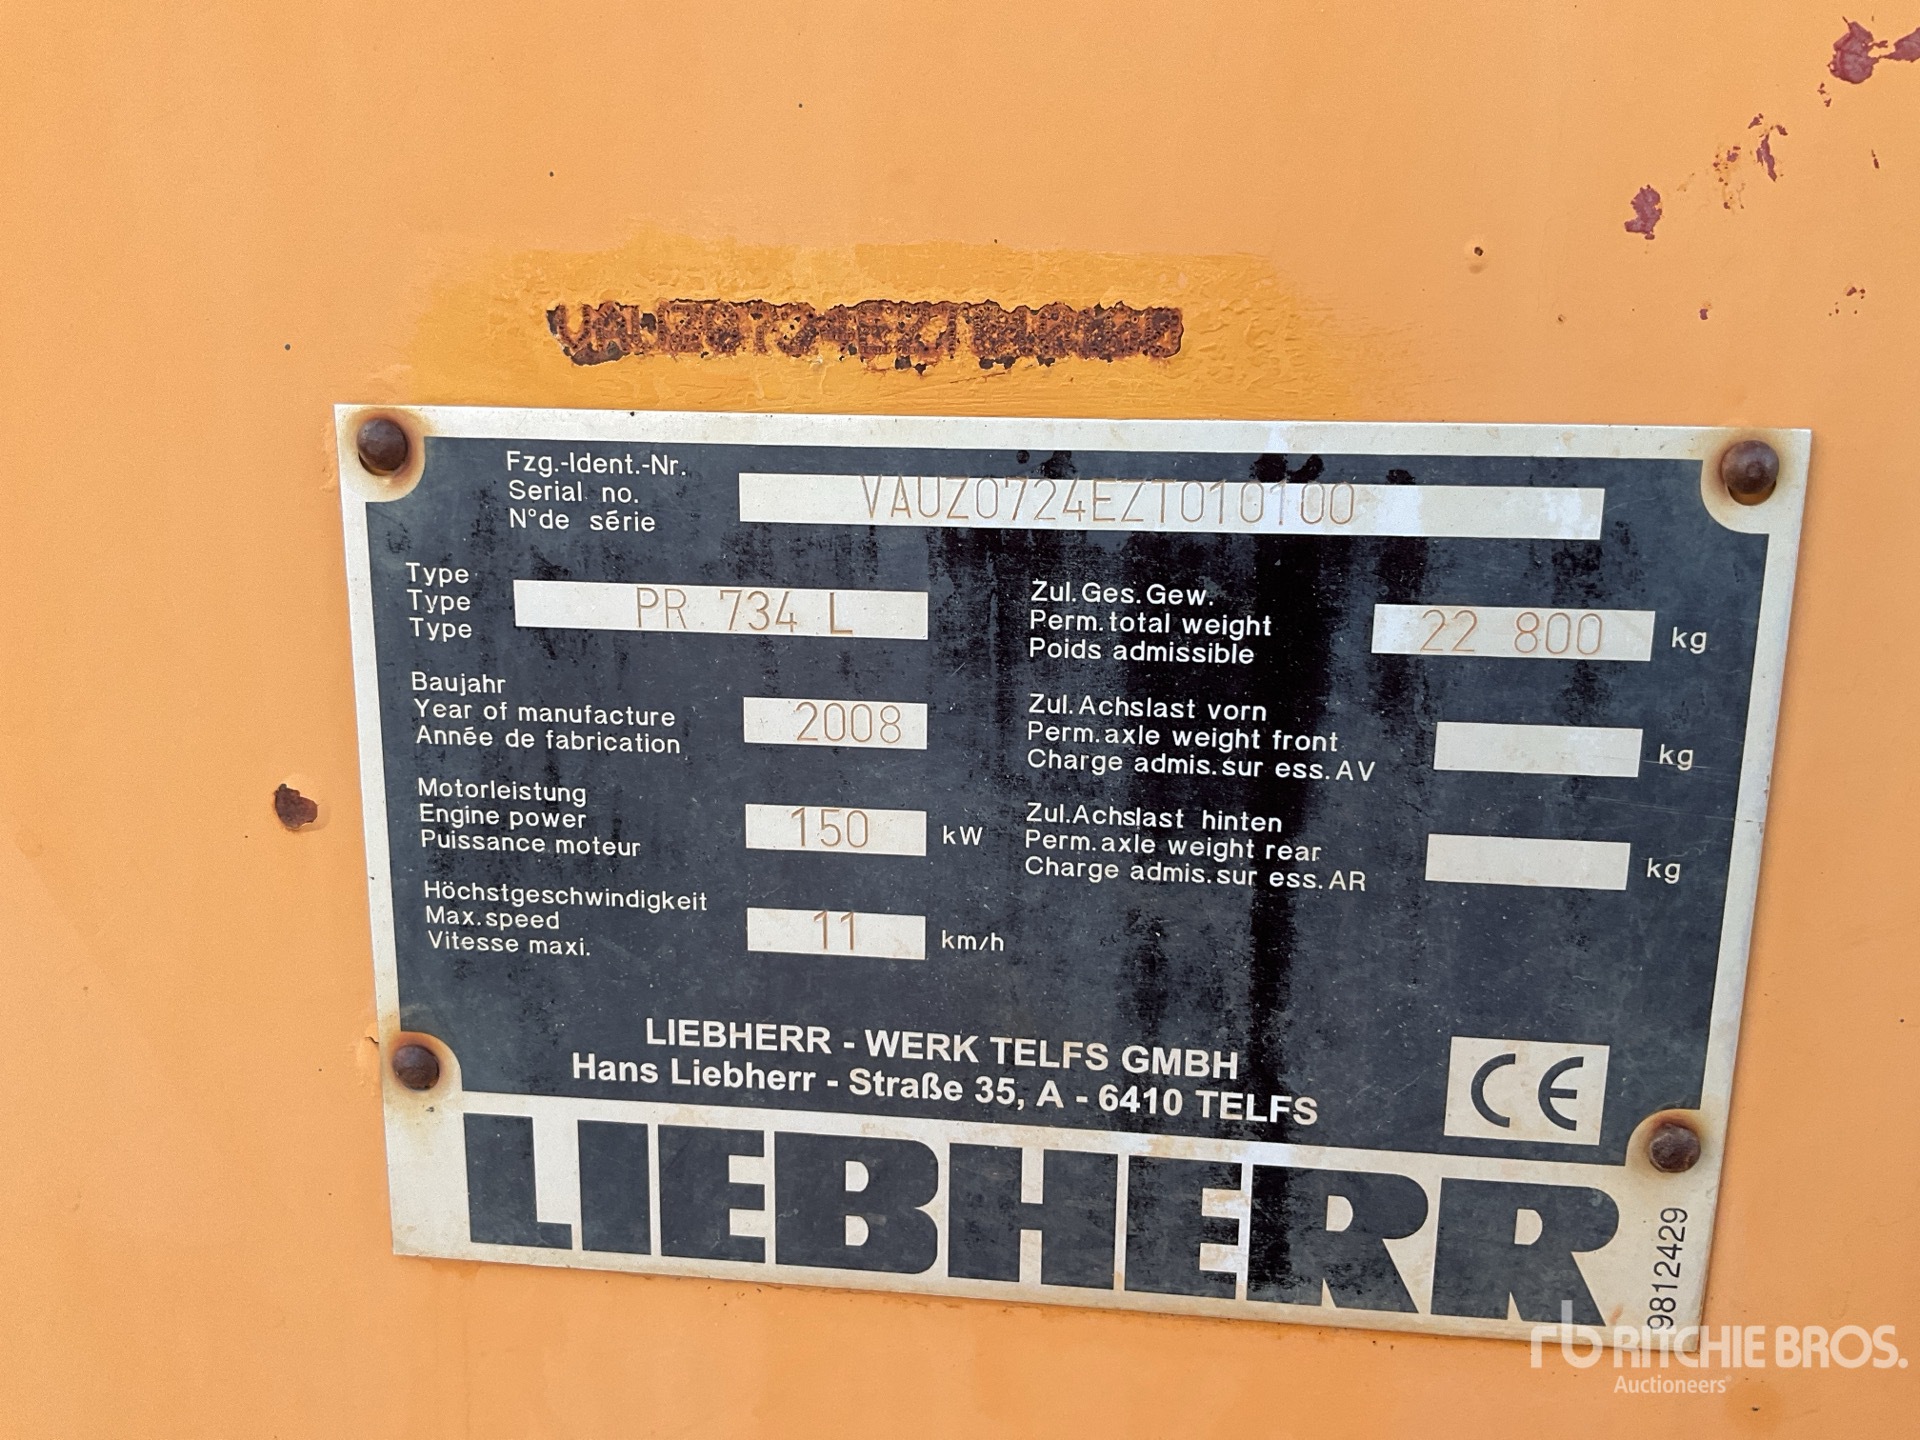 Fzg.-Ident.-Nr.
Serial no.
N°de série
VAUZ0724EZT010100
Type
Type
Type
PR 734 L
Baujahr
Year of manufacture
Année de fabrication
2008
Motorleistung
Engine power
Puissance moteur
150 kW
Höchstgeschwindigkeit
Max.speed
Vitesse maxi.
11 km/h
Zul.Ges.Gew.
Perm.total weight
Poids admissible
22 800 kg
Zul.Achslast vorn
Perm.axle weight front
Charge admis.sur ess.AV
kg
Zul.Achslast hinten
Perm.axle weight rear
Charge admis.sur ess.AR
kg
LIEBHERR - WERK TELFS GMBH
Hans Liebherr - Straße 35, A - 6410 TELFS
CE
LIEBHERR
9812429
rb RITCHIE BROS.
Auctioneers